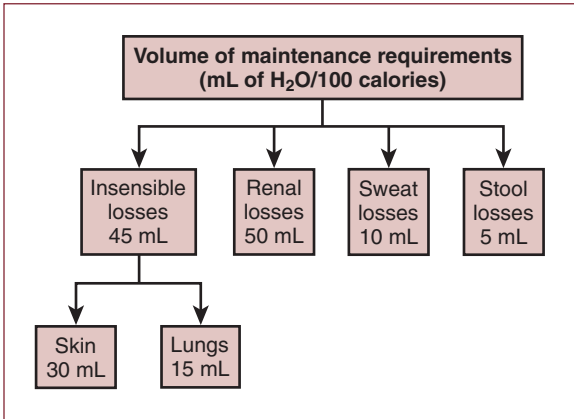 Volume of maintenance requirements
(mL of H₂O/100 calories)
Insensible
losses
45 mL
Renal
losses
50 mL
Sweat
losses
10 mL
Stool
losses
5 mL
Skin
30 mL
Lungs
15 mL